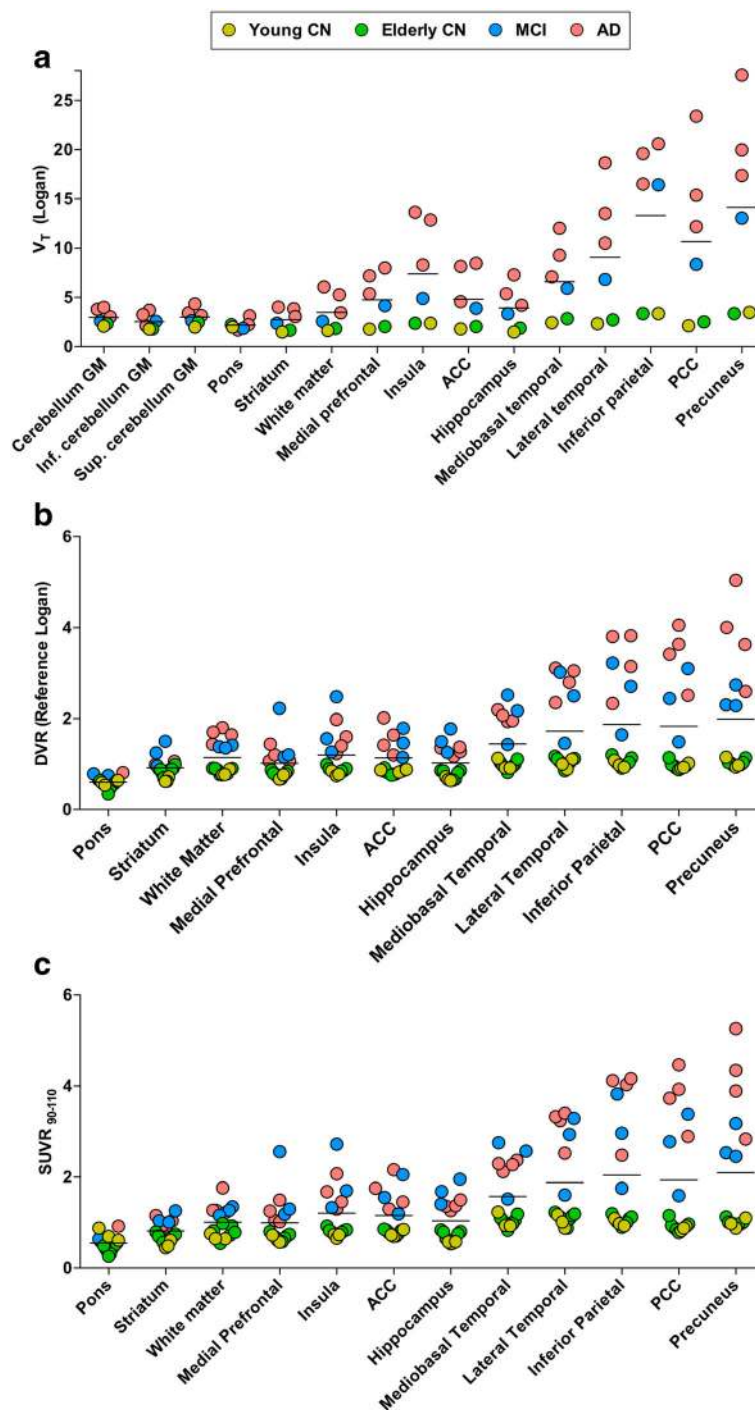 Young CN Elderly CN MCI AD
a
V_T (Logan)
25
20
15
10
5
0
Cerebellum GM
Inf. cerebellum GM
Sup. cerebellum GM
Pons
Striatum
White matter
Medial prefrontal
Insula
ACC
Hippocampus
Mediobasal temporal
Lateral temporal
Inferior parietal
PCC
Precuneus
b
DVR (Reference Logan)
6
4
2
0
Pons
Striatum
White Matter
Medial Prefrontal
Insula
ACC
Hippocampus
Mediobasal Temporal
Lateral Temporal
Inferior Parietal
PCC
Precuneus
c
SUVR 90-110
6
4
2
0
Pons
Striatum
White matter
Medial Prefrontal
Insula
ACC
Hippocampus
Mediobasal Temporal
Lateral Temporal
Inferior Parietal
PCC
Precuneus